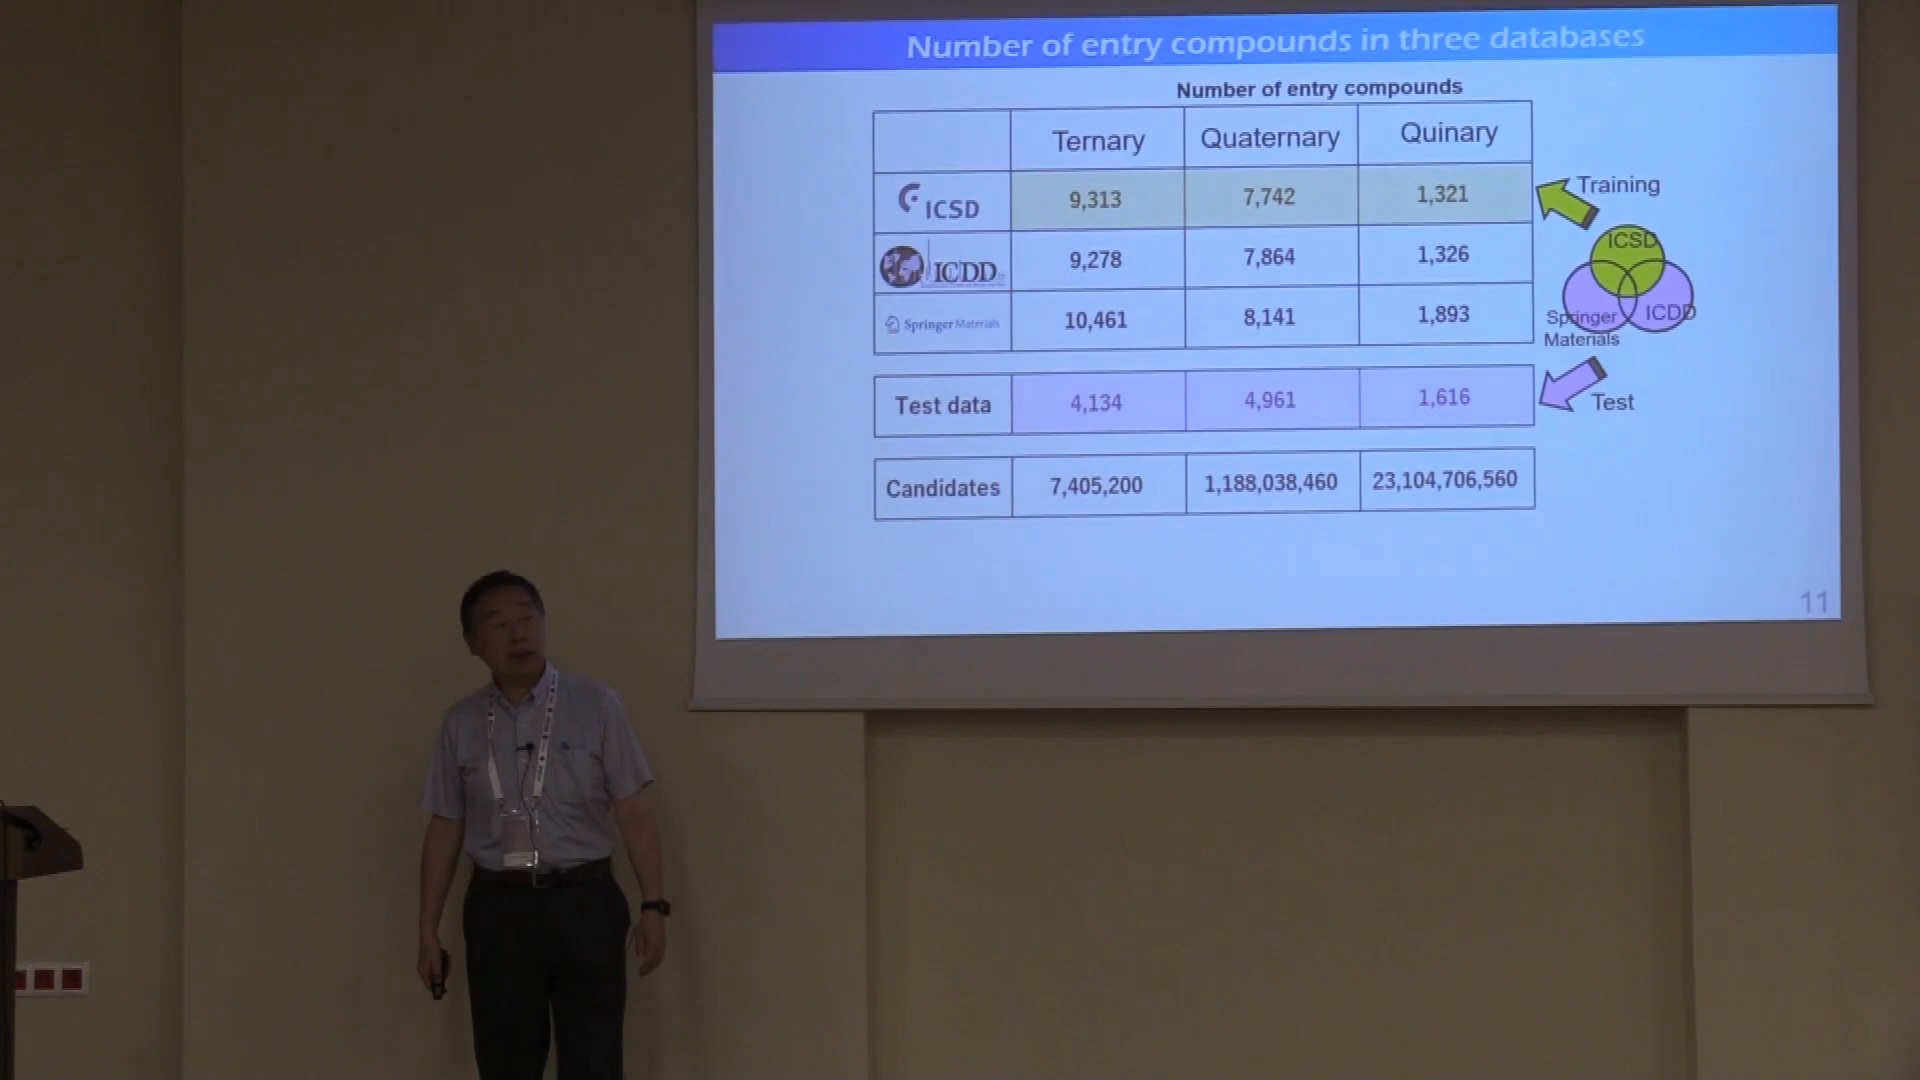 Number of entry compounds in three databases
Number of entry compounds
Ternary Quaternary Quinary
ICSD 9,313 7,742 1,321
ICDD 9,278 7,864 1,326
Springer Materials 10,461 8,141 1,893
Test data 4,134 4,961 1,616
Candidates 7,405,200 1,188,038,460 23,104,706,560
Training
ICSD
Springer
Materials
ICDD
Test
11